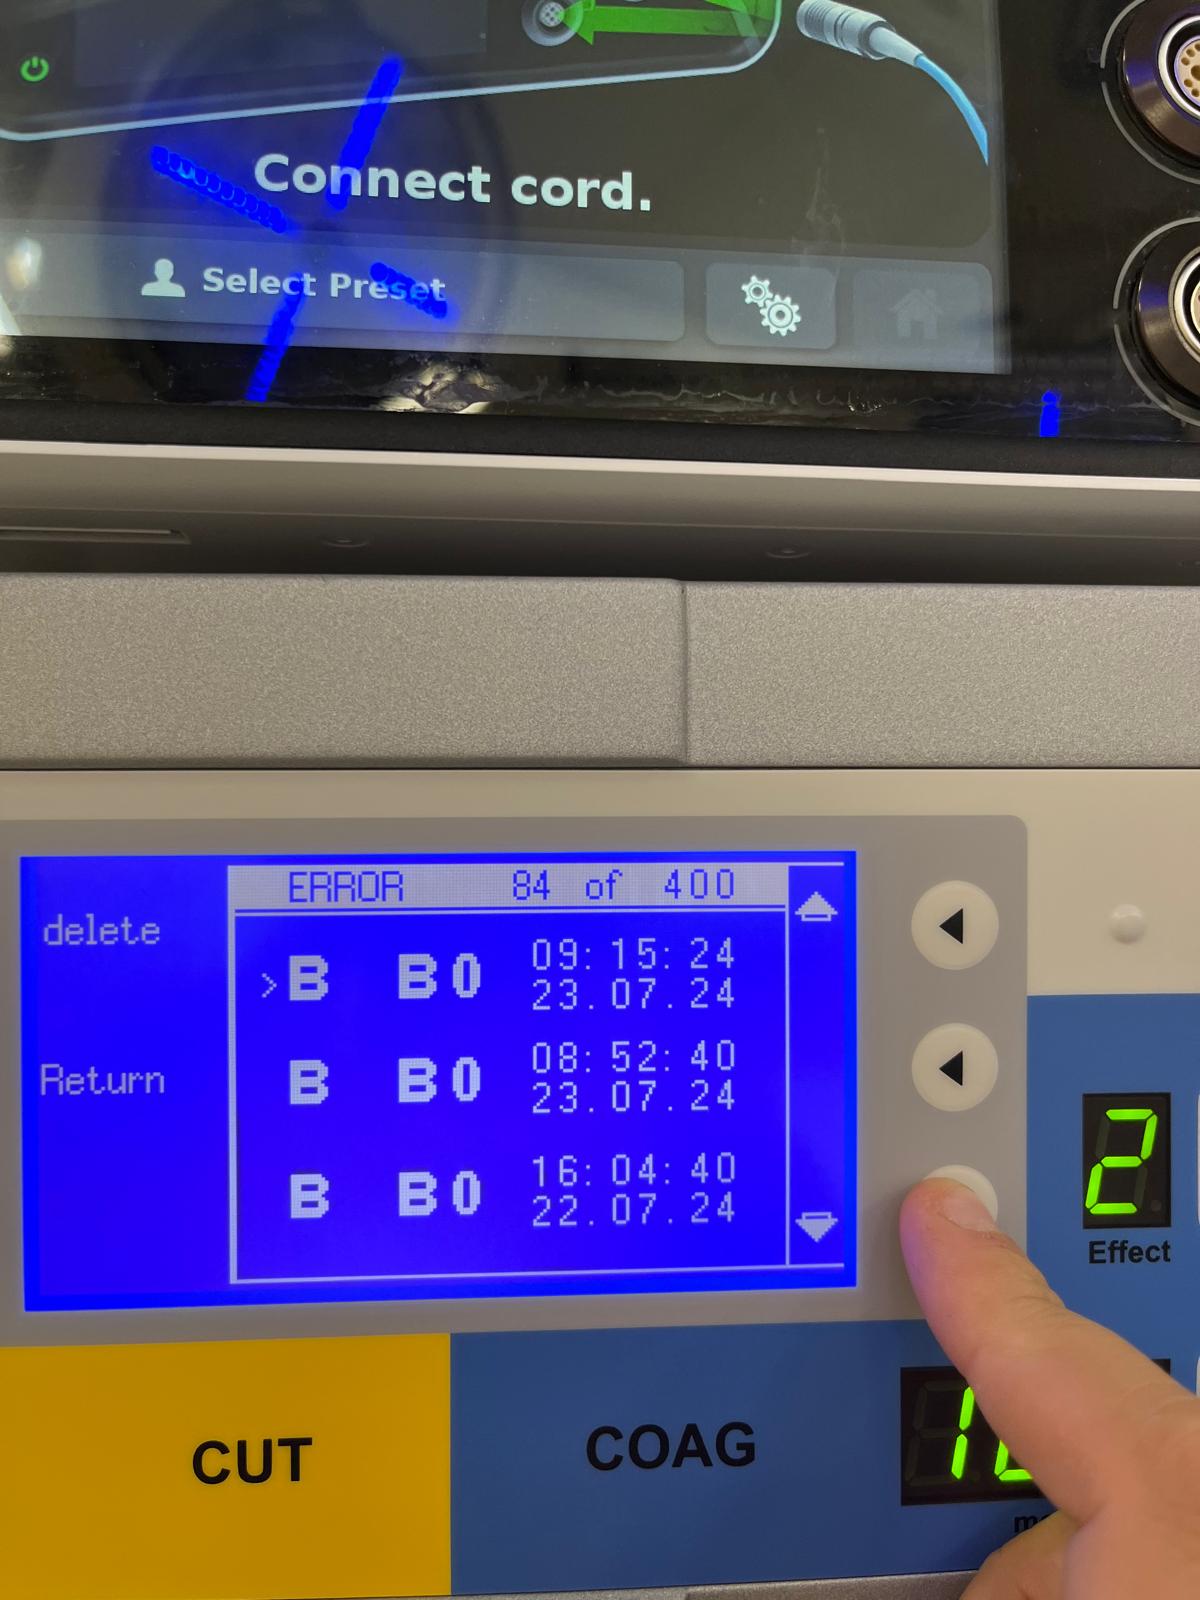 Connect cord.
Select Preset
delete
Return
ERROR 84 of 400
>B B0 09:15:24
23.07.24
B B0 08:52:40
23.07.24
B B0 16:04:40
22.07.24
2
Effect
CUT
COAG